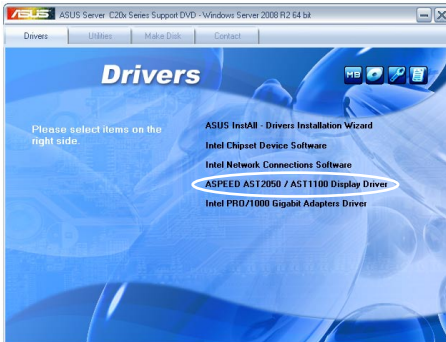 ASUS ASUS Server C20x Series Support DVD - Windows Server 2008 R2 64 bit
Drivers Utilities Make Disk Contact
Drivers
MB
Please select items on the
right side.
ASUS InstAll - Drivers Installation Wizard
Intel Chipset Device Software
Intel Network Connections Software
ASPEED AST2050 / AST1100 Display Driver
Intel PRO/1000 Gigabit Adapters Driver